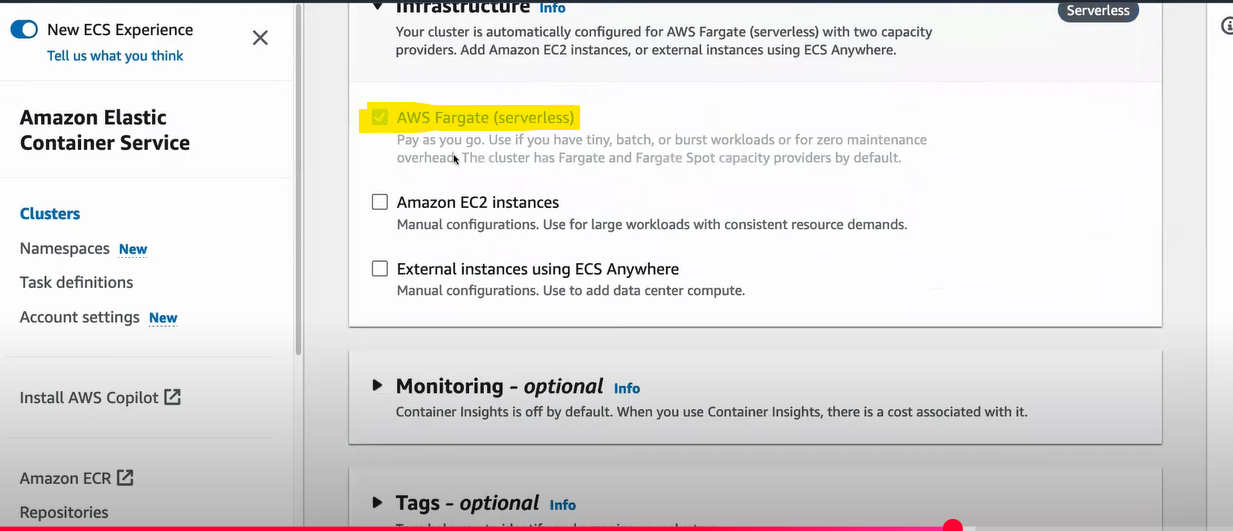 New ECS Experience
Tell us what you think
Amazon Elastic
Container Service
Clusters
Namespaces New
Task definitions
Account settings New
Install AWS Copilot
Amazon ECR
Repositories
Infrastructure Info
Serverless
Your cluster is automatically configured for AWS Fargate (serverless) with two capacity
providers. Add Amazon EC2 instances, or external instances using ECS Anywhere.
AWS Fargate (serverless)
Pay as you go. Use if you have tiny, batch, or burst workloads or for zero maintenance
overhead. The cluster has Fargate and Fargate Spot capacity providers by default.
Amazon EC2 instances
Manual configurations. Use for large workloads with consistent resource demands.
External instances using ECS Anywhere
Manual configurations. Use to add data center compute.
Monitoring - optional Info
Container Insights is off by default. When you use Container Insights, there is a cost associated with it.
Tags - optional Info